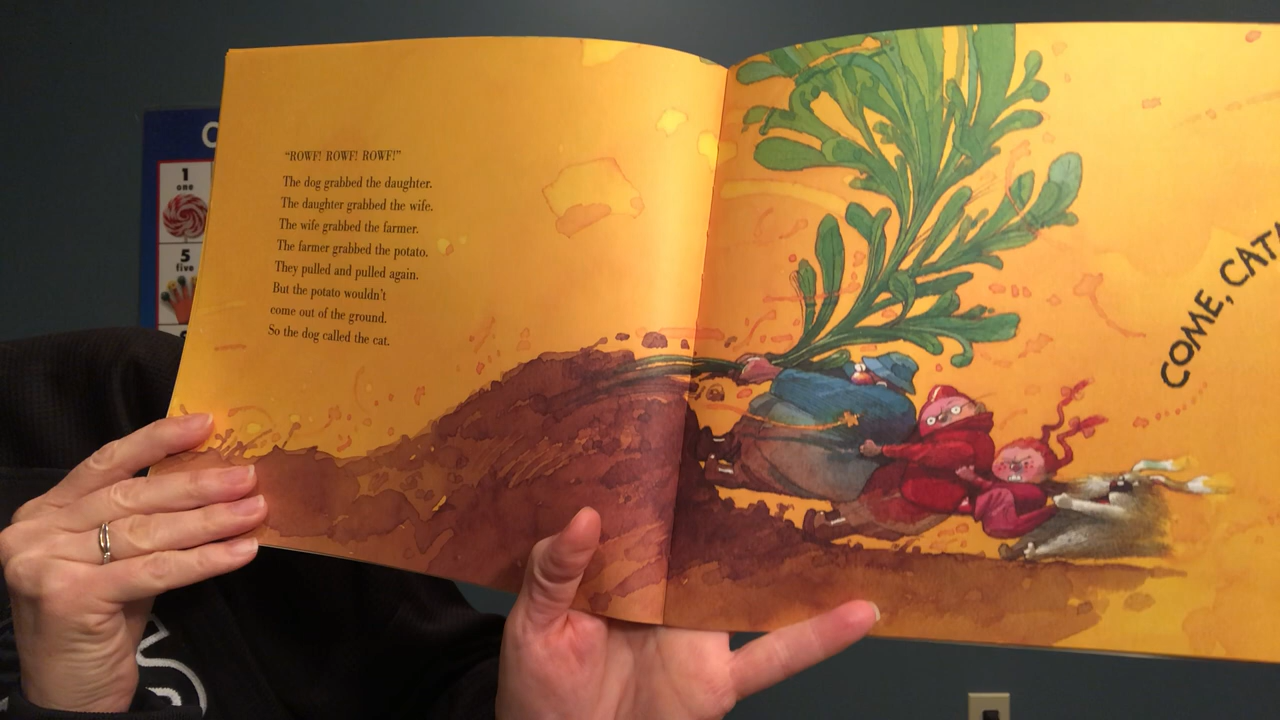 C
1
one
5
five
"ROWF! ROWF! ROWF!"
The dog grabbed the daughter.
The daughter grabbed the wife.
The wife grabbed the farmer.
The farmer grabbed the potato.
They pulled and pulled again.
But the potato wouldn't
come out of the ground.
So the dog called the cat.
COME, CAT